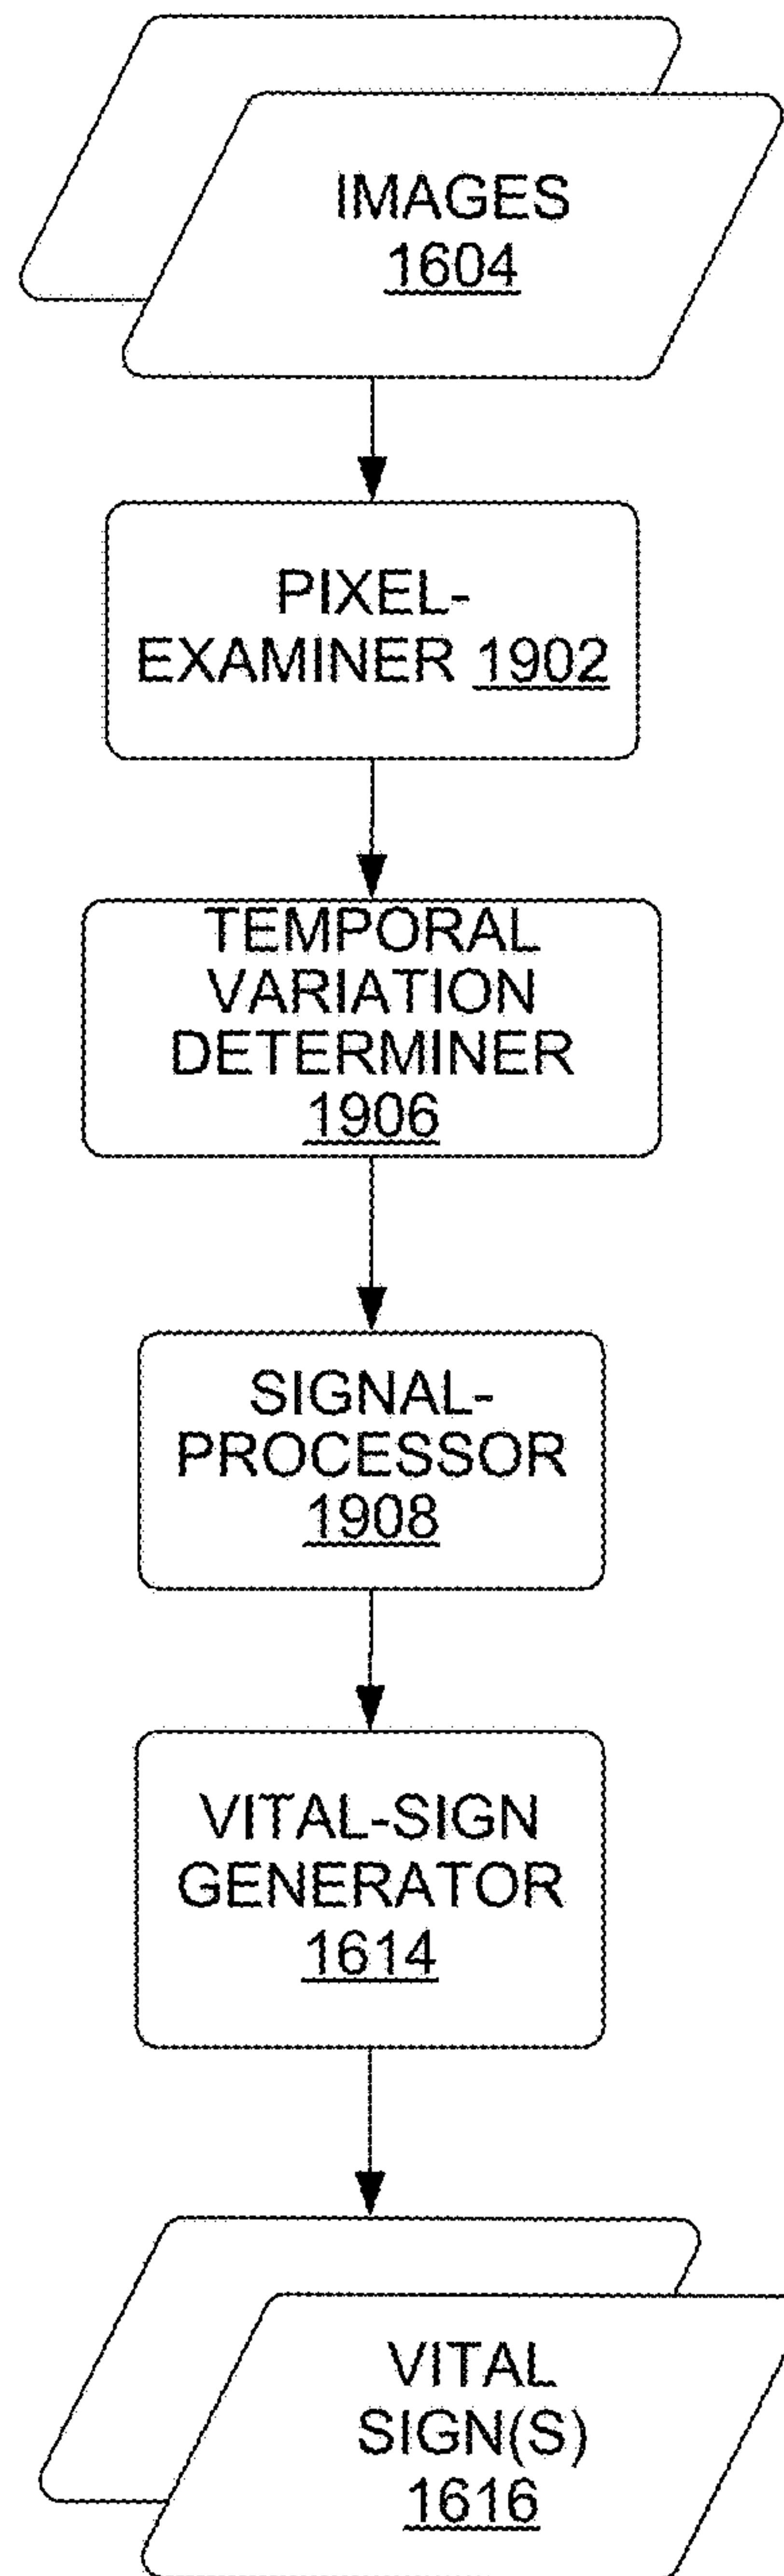 IMAGES
1604
PIXEL-
EXAMINER 1902
TEMPORAL
VARIATION
DETERMINER
1906
SIGNAL-
PROCESSOR
1908
VITAL-SIGN
GENERATOR
1614
VITAL
SIGN(S)
1616